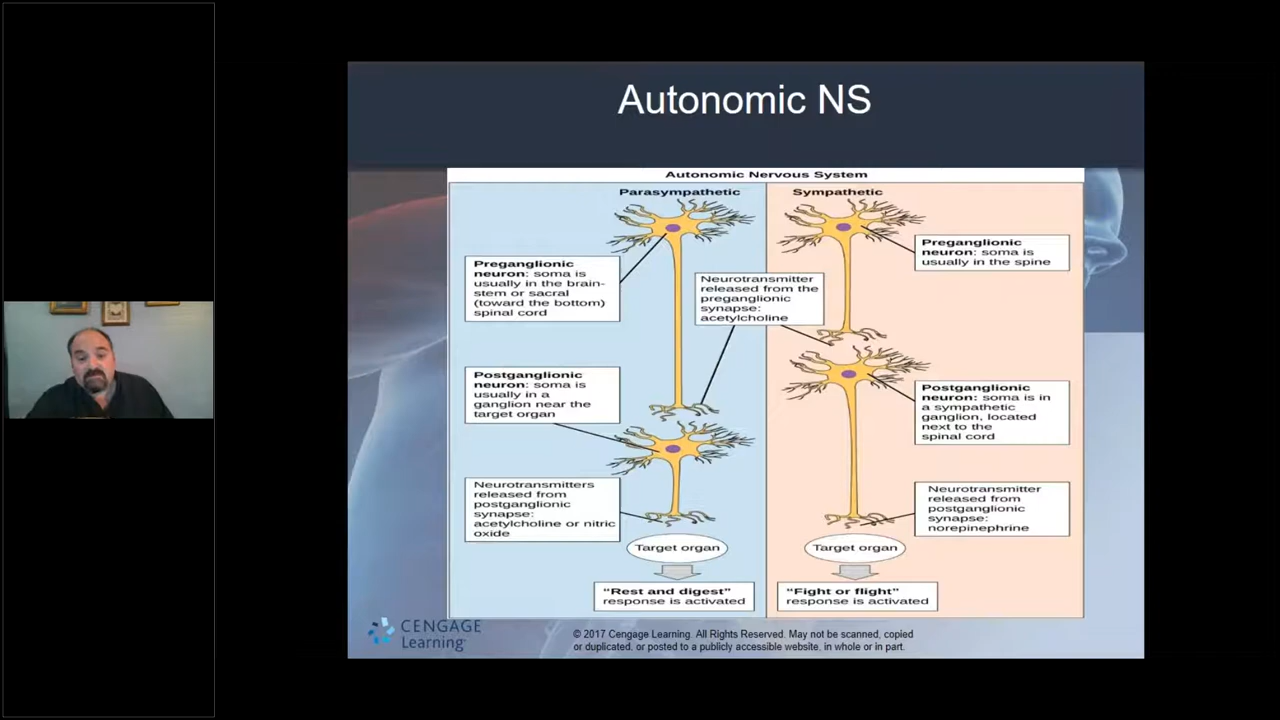 Autonomic NS
Autonomic Nervous System
Parasympathetic
Sympathetic
Preganglionic
neuron: soma is
usually in the brain-
stem or sacral
(toward the bottom)
spinal cord
Neurotransmitter
released from the
preganglionic
synapse:
acetylcholine
Preganglionic
neuron: soma is
usually in the spine
Postganglionic
neuron: soma is
usually in a
ganglion near the
target organ
Postganglionic
neuron: soma is in
a sympathetic
ganglion, located
next to the
spinal cord
Neurotransmitters
released from
postganglionic
synapse:
acetylcholine or nitric
oxide
Neurotransmitter
released from
postganglionic
synapse:
norepinephrine
Target organ
Target organ
“Rest and digest”
response is activated
“Fight or flight”
response is activated
CENGAGE
Learning
© 2017 Cengage Learning. All Rights Reserved. May not be scanned, copied
or duplicated, or posted to a publicly accessible website, in whole or in part.